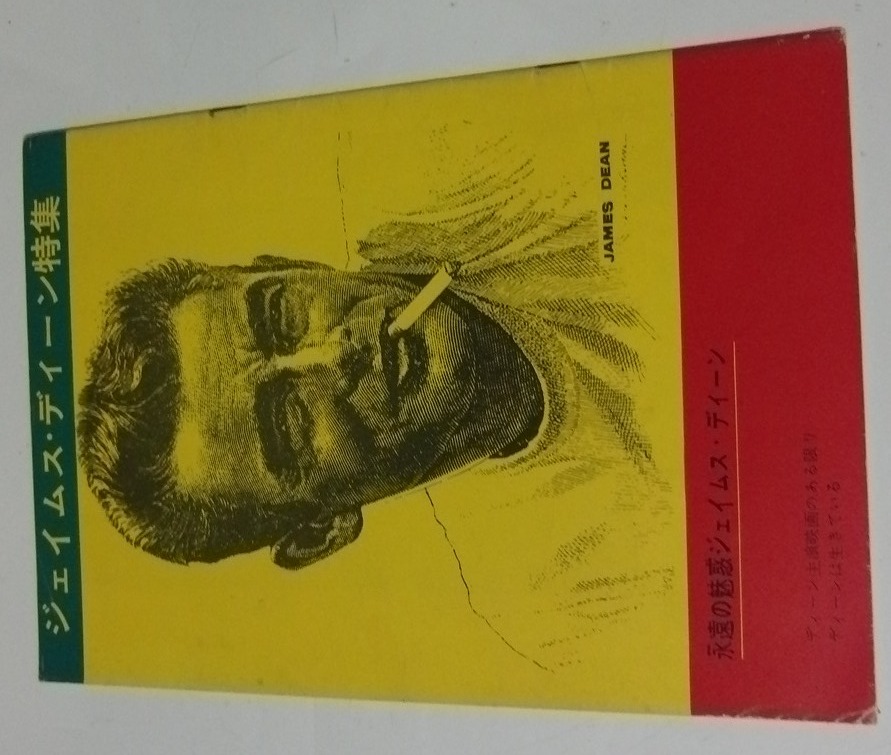 ジェイムス・ディーン特集
JAMES DEAN
永遠の魅惑ジェイムス・ディーン
ディーン主演映画のある限り
ディーンは生きている